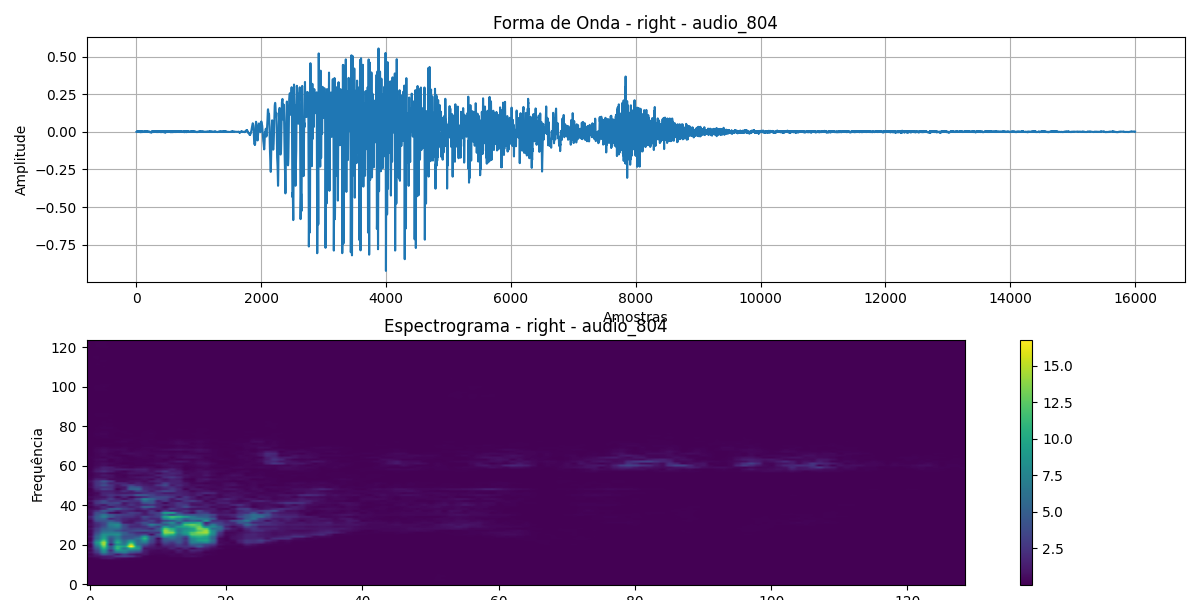 Forma de Onda - right - audio_804
0.50
0.25
0.00
−0.25
−0.50
−0.75
Amplitude
0 2000 4000 6000 8000 10000 12000 14000 16000
Amostras
Espectrograma - right - audio_804
120
100
80
60
40
20
0
Frequência
0 20 40 60 80 100 120
15.0
12.5
10.0
7.5
5.0
2.5